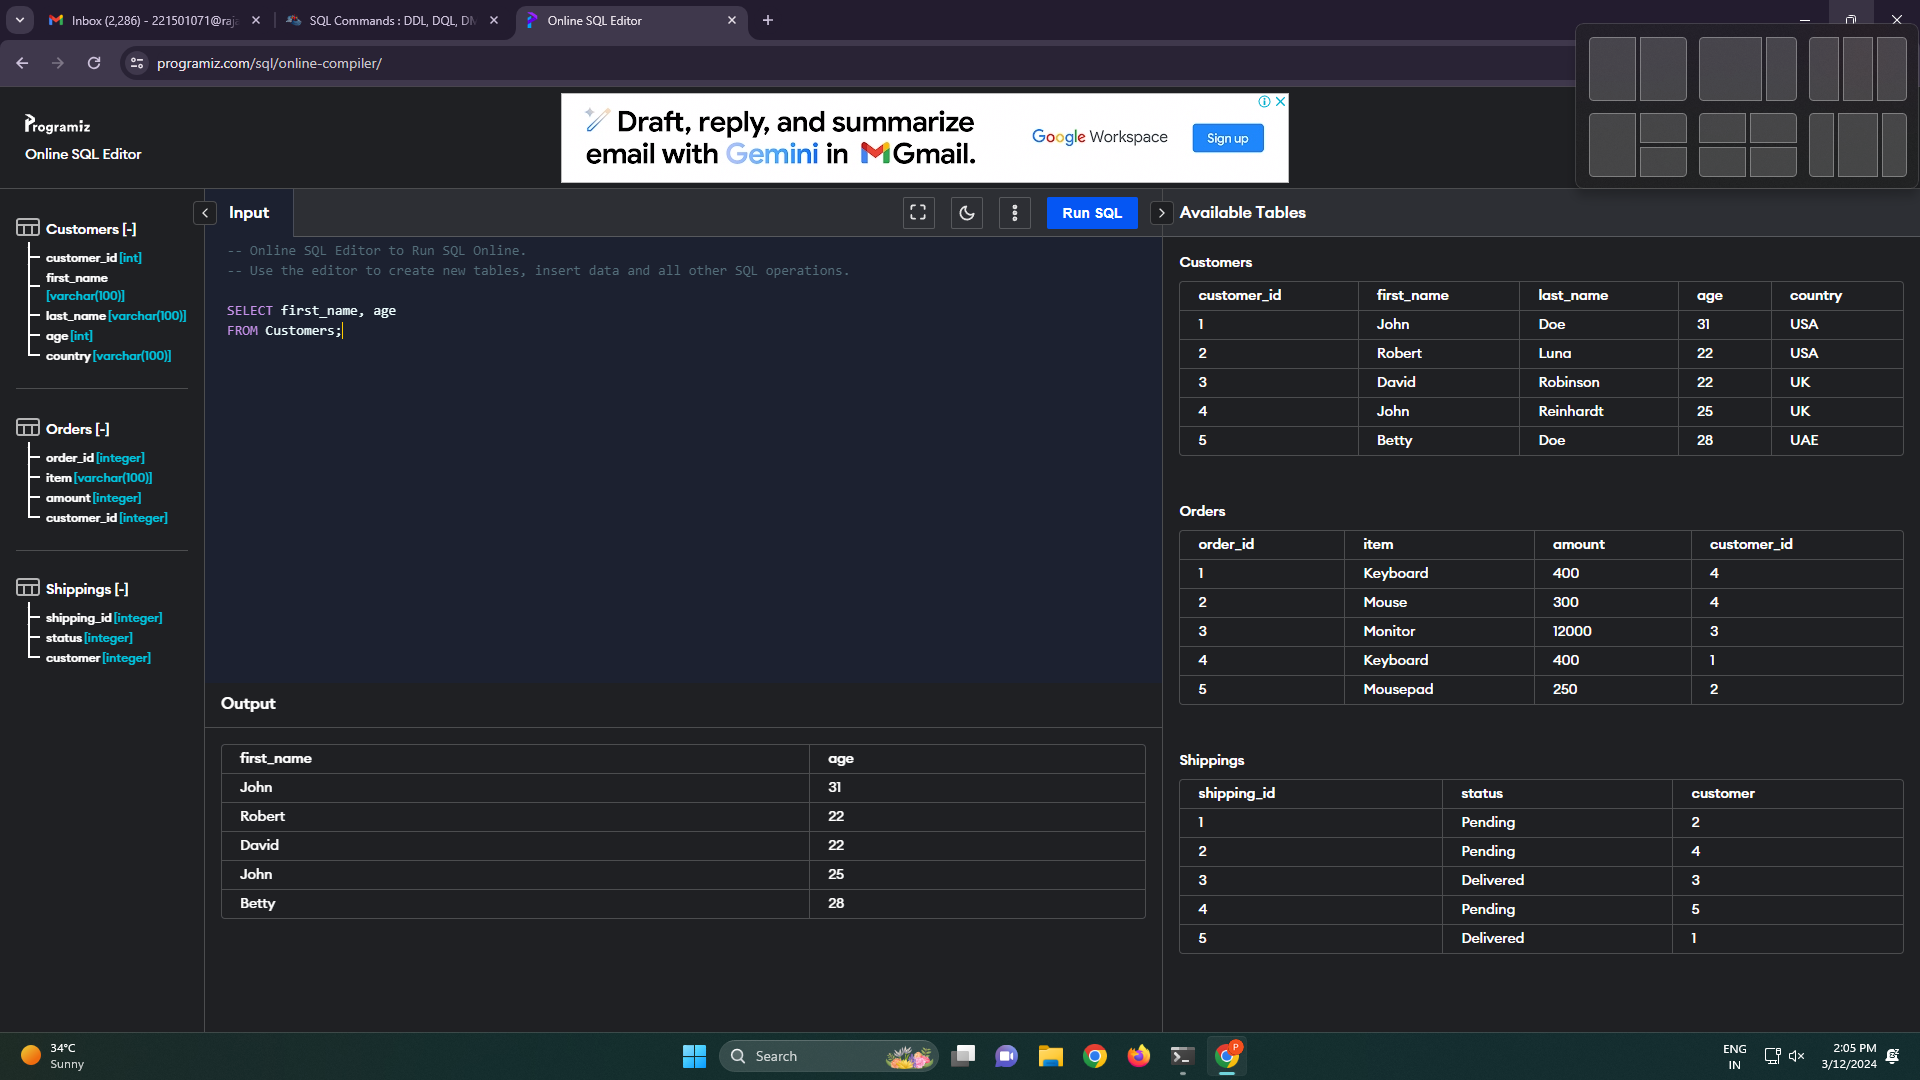 Inbox (2,286) - 221501071@raja
SQL Commands : DDL, DQL, DM
Online SQL Editor
programiz.com/sql/online-compiler/
Programiz
Online SQL Editor
Draft, reply, and summarize
email with Gemini in Gmail.
Google Workspace
Sign up
Customers [-]
customer_id [int]
first_name
[varchar(100)]
last_name [varchar(100)]
age [int]
country [varchar(100)]
Orders [-]
order_id [integer]
item [varchar(100)]
amount [integer]
customer_id [integer]
Shippings [-]
shipping_id [integer]
status [integer]
customer [integer]
Input
Run SQL
-- Online SQL Editor to Run SQL Online.
-- Use the editor to create new tables, insert data and all other SQL operations.
SELECT first_name, age
FROM Customers;
Output
first_name age
John 31
Robert 22
David 22
John 25
Betty 28
Available Tables
Customers
customer_id first_name last_name age country
1 John Doe 31 USA
2 Robert Luna 22 USA
3 David Robinson 22 UK
4 John Reinhardt 25 UK
5 Betty Doe 28 UAE
Orders
order_id item amount customer_id
1 Keyboard 400 4
2 Mouse 300 4
3 Monitor 12000 3
4 Keyboard 400 1
5 Mousepad 250 2
Shippings
shipping_id status customer
1 Pending 2
2 Pending 4
3 Delivered 3
4 Pending 5
5 Delivered 1
34°C
Sunny
Search
P
ENG
IN
2:05 PM
3/12/2024